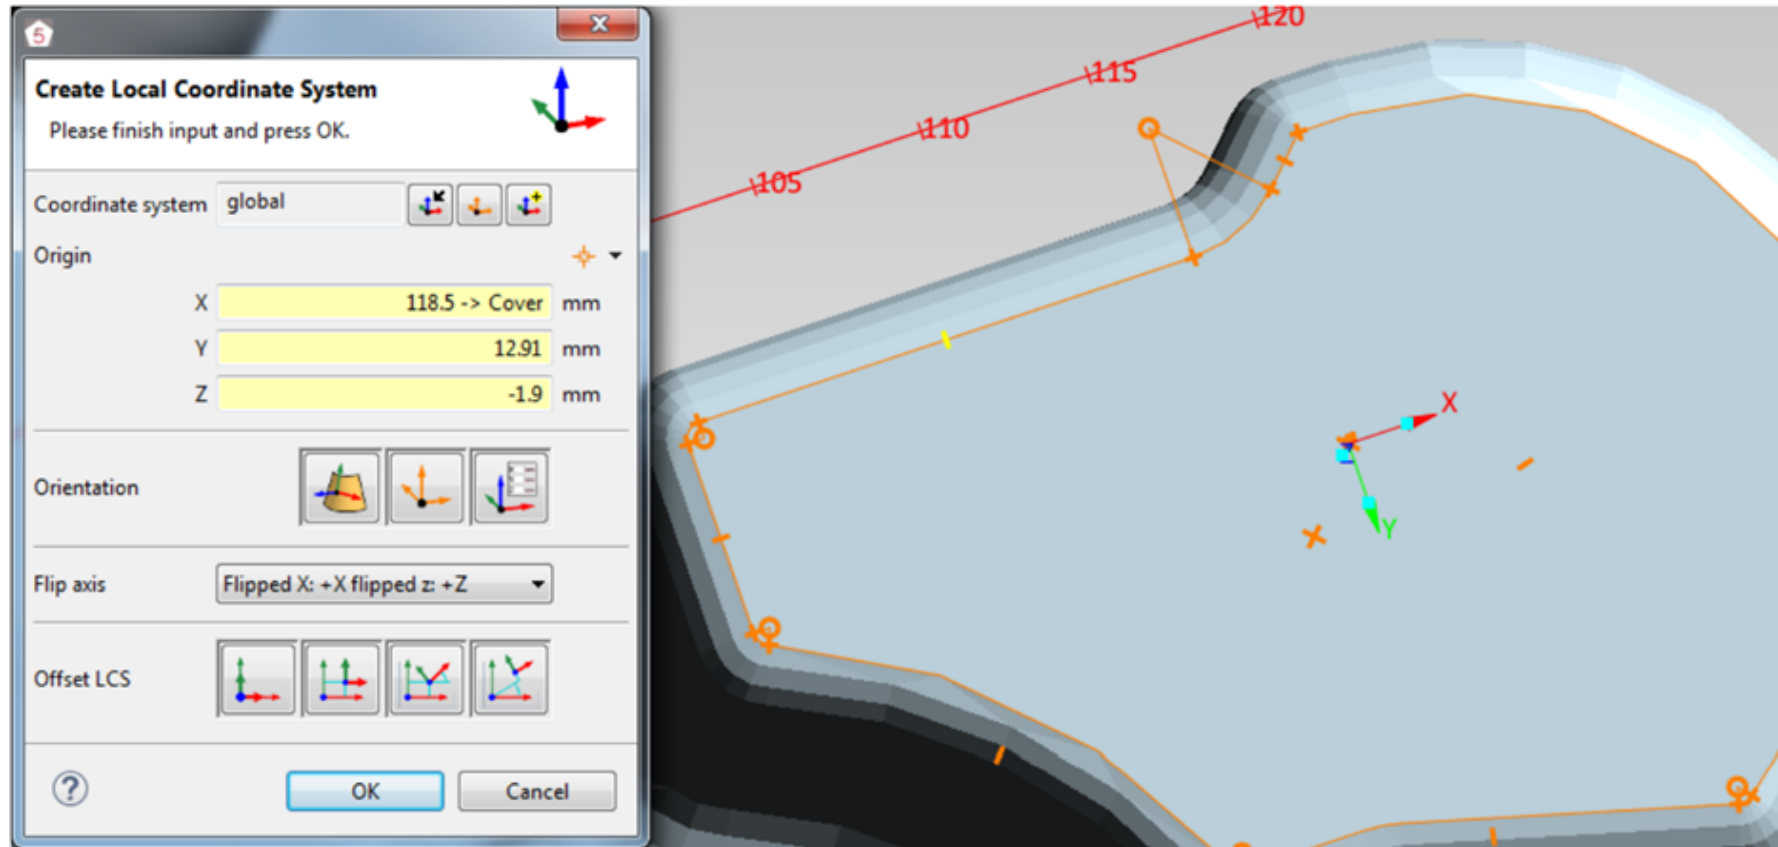 5
Create Local Coordinate System
Please finish input and press OK.
Coordinate system global
Origin
X 118.5 -> Cover mm
Y 12.91 mm
Z -1.9 mm
Orientation
Flip axis Flipped X: +X flipped z: +Z
Offset LCS
? OK Cancel
120
115
110
105
X
Y